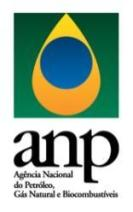 anp
Agência Nacional
do Petróleo,
Gás Natural e Biocombustíveis